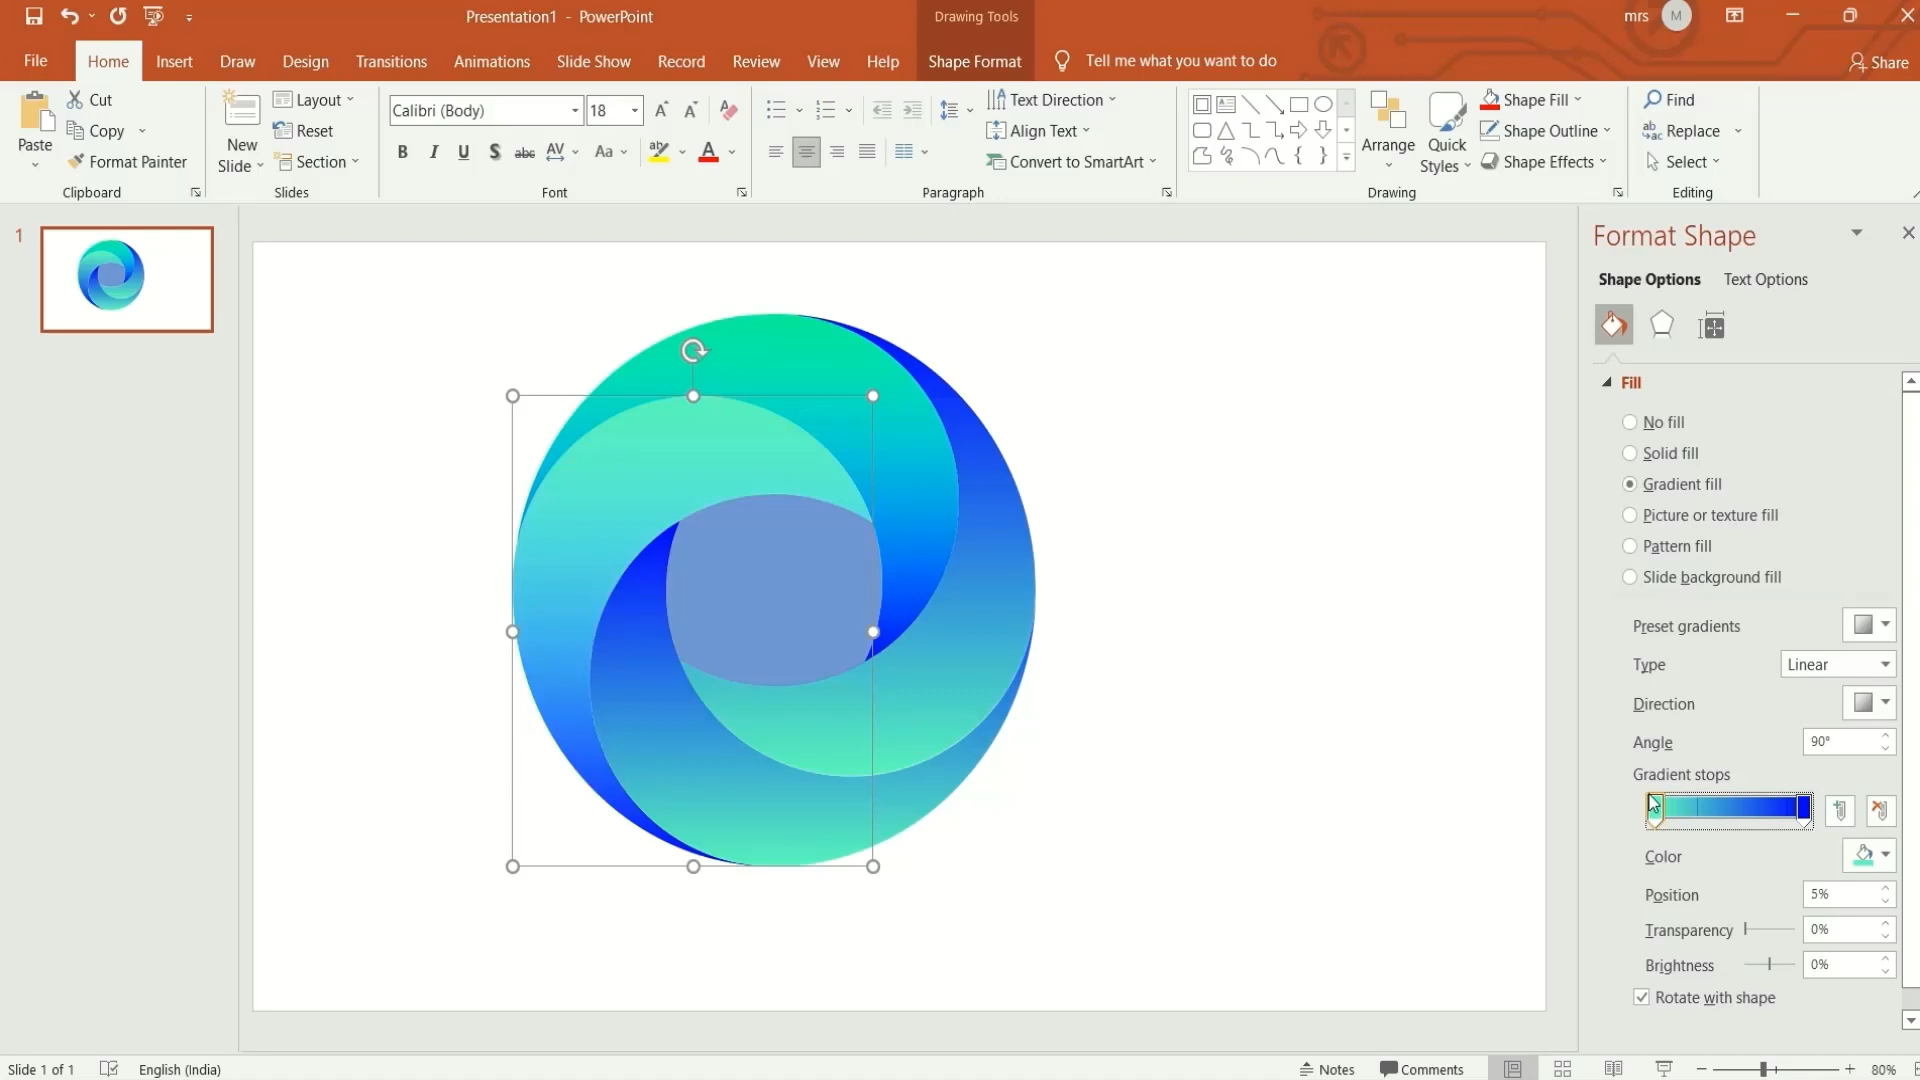 Presentation1 - PowerPoint
Drawing Tools
mrs M
File Home Insert Draw Design Transitions Animations Slide Show Record Review View Help Shape Format Tell me what you want to do Share
Paste
Cut
Copy
Format Painter
Clipboard
New Slide
Layout
Reset
Section
Slides
Calibri (Body) 18
B I U S abc AV Aa A
Font
Text Direction
Align Text
Convert to SmartArt
Paragraph
Arrange
Quick Styles
Shape Fill
Shape Outline
Shape Effects
Drawing
Find
Replace
Select
Editing
1
Format Shape
Shape Options Text Options
Fill
No fill
Solid fill
Gradient fill
Picture or texture fill
Pattern fill
Slide background fill
Preset gradients
Type Linear
Direction
Angle 90°
Gradient stops
Color
Position 5%
Transparency 0%
Brightness 0%
Rotate with shape
Slide 1 of 1 English (India) Notes Comments 80%